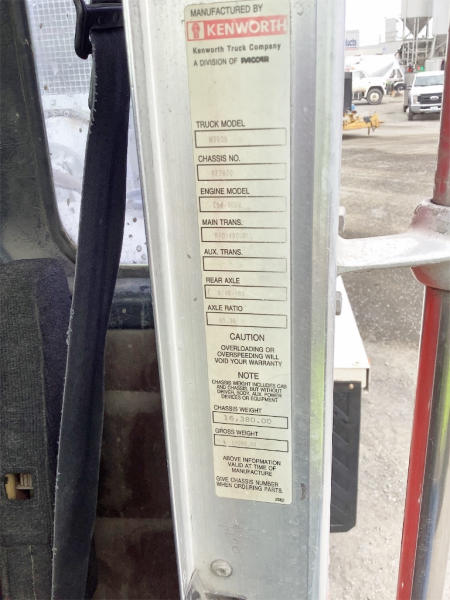 MANUFACTURED BY
KENWORTH
Kenworth Truck Company
A DIVISION OF PACCAR
TRUCK MODEL
CHASSIS NO.
ENGINE MODEL
MAIN TRANS.
AUX. TRANS.
REAR AXLE
AXLE RATIO
CAUTION
OVERLOADING OR
OVERSPEEDING WILL
VOID YOUR WARRANTY
NOTE
CHASSIS WEIGHT INCLUDES CAB
AND CHASSIS, BUT WITHOUT
DRIVER, BODY, AUX. POWER
DEVICES OR EQUIPMENT
CHASSIS WEIGHT
16,380.00
GROSS WEIGHT
ABOVE INFORMATION
VALID AT TIME OF
MANUFACTURE
GIVE CHASSIS NUMBER
WHEN ORDERING PARTS.